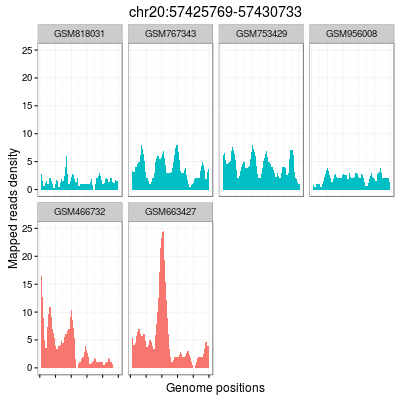 chr20:57425769-57430733
GSM818031 GSM767343 GSM753429 GSM956008
25
20
15
10
5
0
Mapped reads density
GSM466732 GSM663427
25
20
15
10
5
0
Genome positions